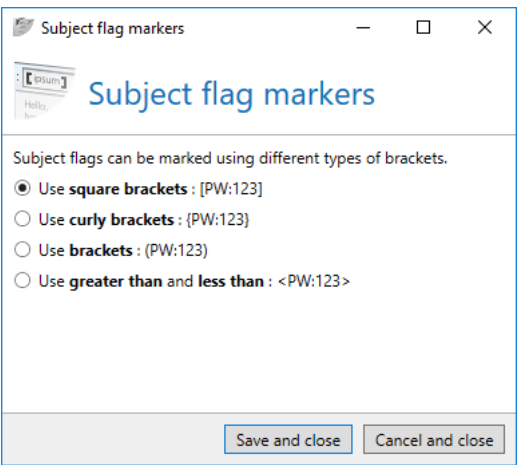 Subject flag markers
: [ipsum]
Hello,
Subject flag markers
Subject flags can be marked using different types of brackets.
Use square brackets : [PW:123]
Use curly brackets : {PW:123}
Use brackets : (PW:123)
Use greater than and less than : <PW:123>
Save and close
Cancel and close